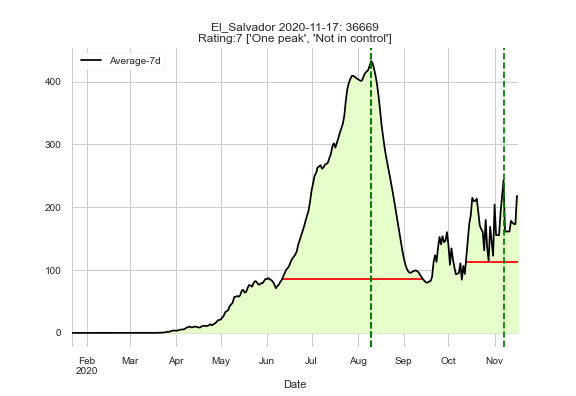 El_Salvador 2020-11-17: 36669
Rating:7 ['One peak', 'Not in control']
Average-7d
400
300
200
100
0
Feb Mar Apr May Jun Jul Aug Sep Oct Nov
2020
Date